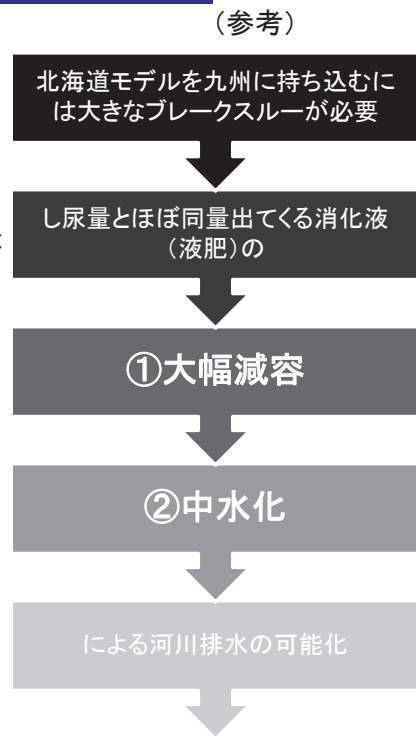 (参考)
北海道モデルを九州に持ち込むに
は大きなブレークスルーが必要
し尿量とほぼ同量出てくる消化液
(液肥)の
①大幅減容
②中水化
による河川排水の可能化